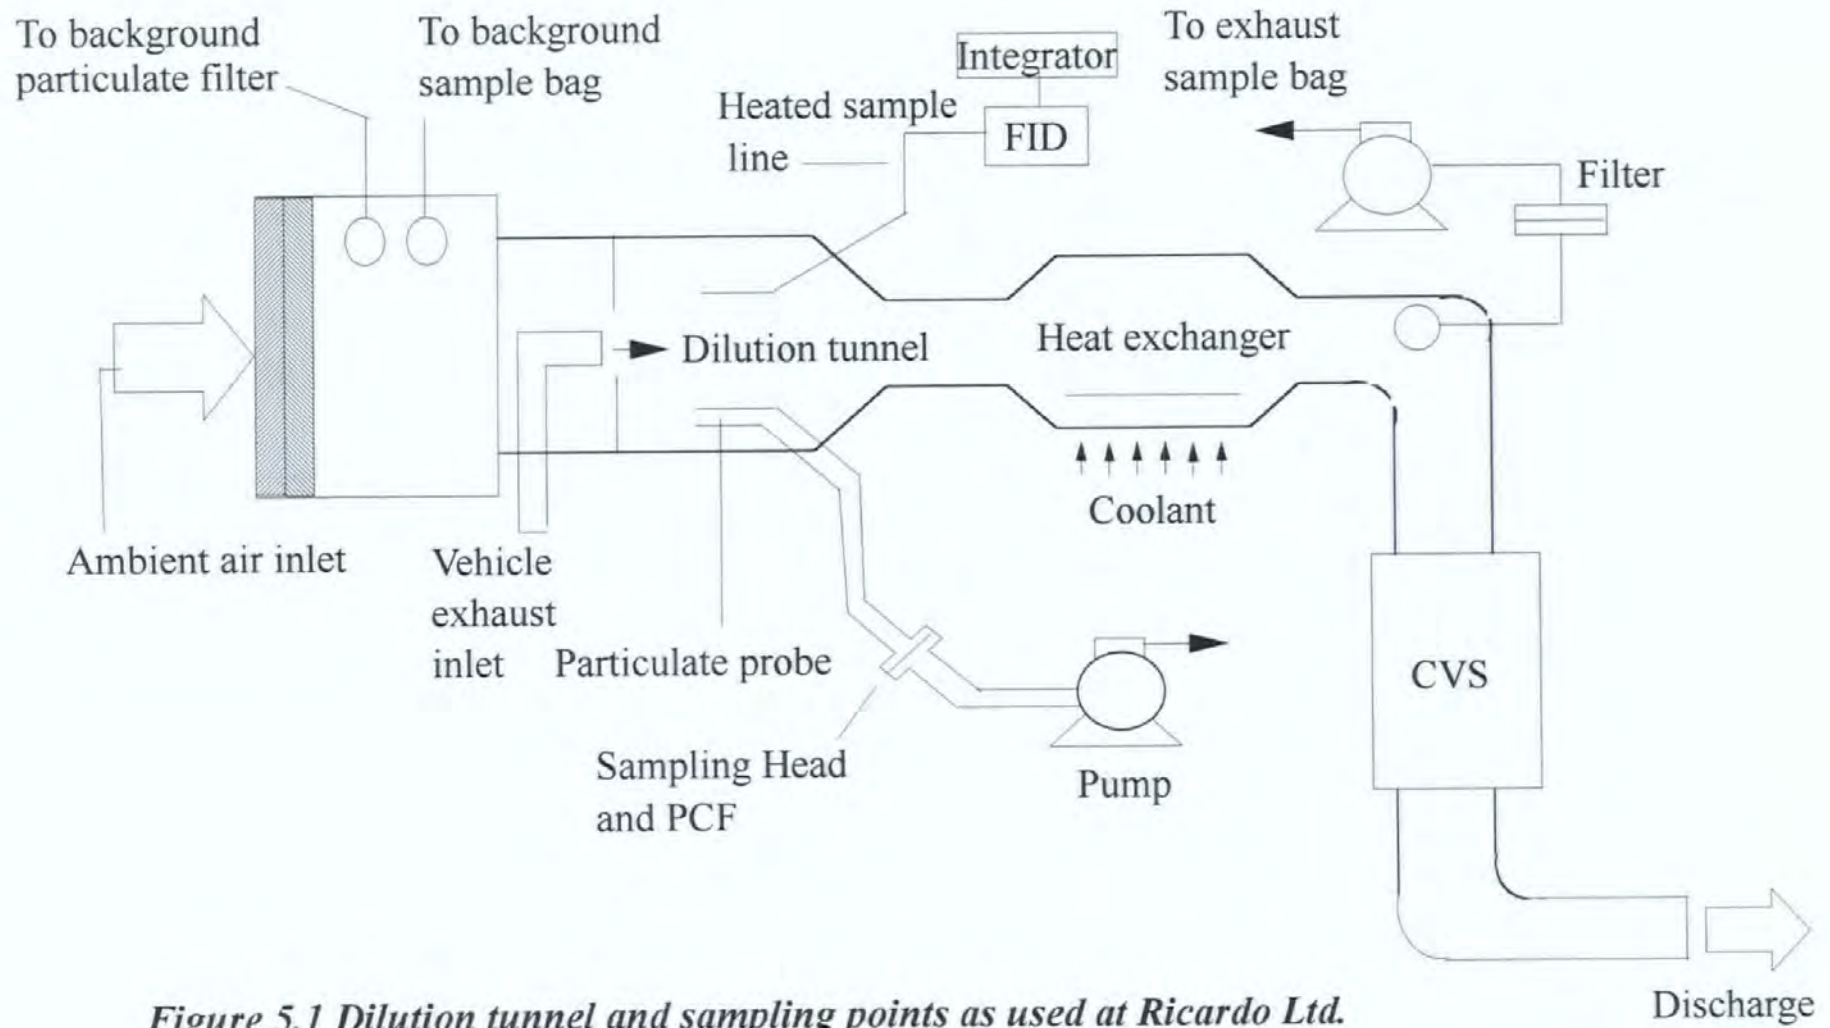 To background
particulate filter
To background
sample bag
Integrator
To exhaust
sample bag
Heated sample
line
FID
Filter
Dilution tunnel
Heat exchanger
Coolant
Ambient air inlet
Vehicle
exhaust
inlet
Particulate probe
CVS
Sampling Head
and PCF
Pump
Discharge
Figure 5.1 Dilution tunnel and sampling points as used at Ricardo Ltd.